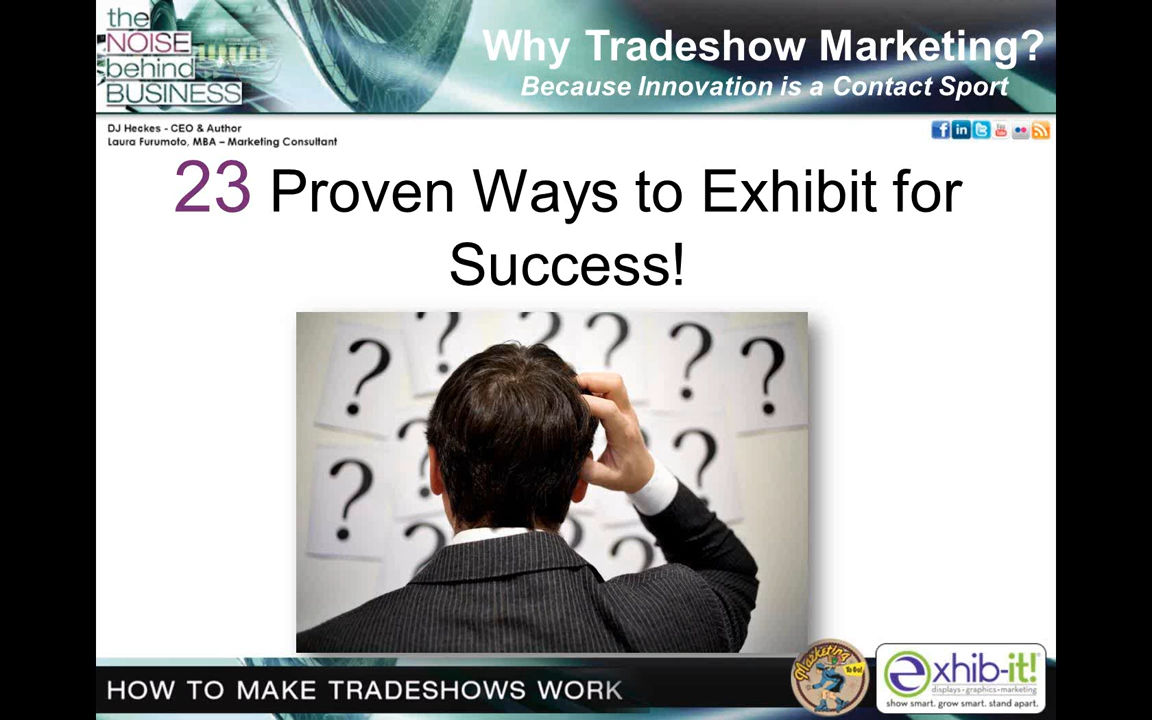 the
NOISE
behind
BUSINESS
Why Tradeshow Marketing?
Because Innovation is a Contact Sport
DJ Heckes - CEO & Author
Laura Furumoto, MBA – Marketing Consultant
23 Proven Ways to Exhibit for
Success!
? ? ? ? ? ?
? ? ?
? ?
HOW TO MAKE TRADESHOWS WORK
Marketing
To Go!
exhib-it!
displays•graphics•marketing
show smart. grow smart. stand apart.